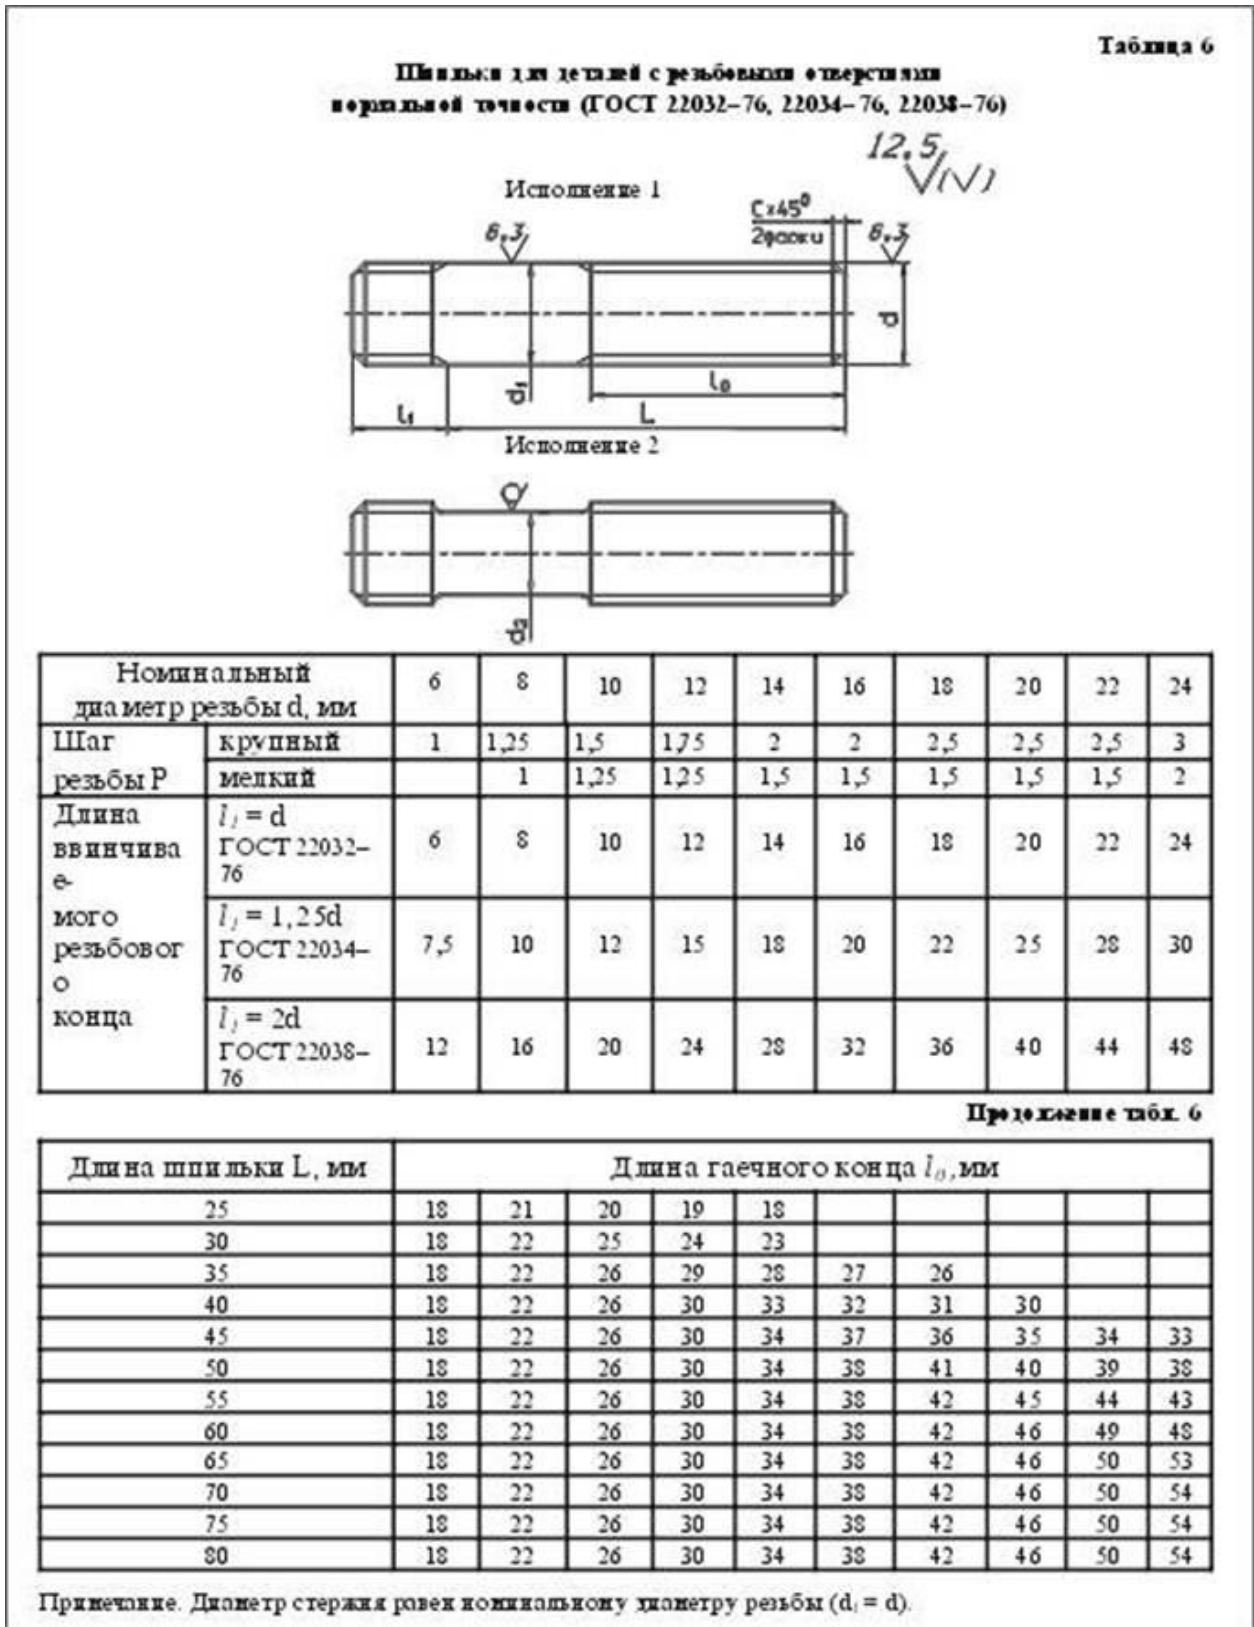 Таблица 6
Шпильки для деталей с резьбовыми отверстиями
нормальной точности (ГОСТ 22032–76, 22034–76, 22038–76)
12.5 (√)
Исполнение 1
C×45⁰
2 фаски
6.3
6.3
d
d₁
l₀
l₁
L
Исполнение 2
d₂
Номинальный 6 8 10 12 14 16 18 20 22 24
диаметр резьбы d, мм
Шаг крупный 1 1,25 1,5 1,75 2 2 2,5 2,5 2,5 3
резьбы P мелкий 1 1,25 1,25 1,5 1,5 1,5 1,5 1,5 2
Длина l₁ = d
ввинчива ГОСТ 22032– 6 8 10 12 14 16 18 20 22 24
е- 76
мого l₁ = 1,25d
резьбовог ГОСТ 22034– 7,5 10 12 15 18 20 22 25 28 30
о 76
конца l₁ = 2d
ГОСТ 22038– 12 16 20 24 28 32 36 40 44 48
76
Продолжение табл. 6
Длина шпильки L, мм Длина гаечного конца l₀, мм
25 18 21 20 19 18
30 18 22 25 24 23
35 18 22 26 29 28 27 26
40 18 22 26 30 33 32 31 30
45 18 22 26 30 34 37 36 35 34 33
50 18 22 26 30 34 38 41 40 39 38
55 18 22 26 30 34 38 42 45 44 43
60 18 22 26 30 34 38 42 46 49 48
65 18 22 26 30 34 38 42 46 50 53
70 18 22 26 30 34 38 42 46 50 54
75 18 22 26 30 34 38 42 46 50 54
80 18 22 26 30 34 38 42 46 50 54
Примечание. Диаметр стержня равен номинальному диаметру резьбы (d₁ = d).